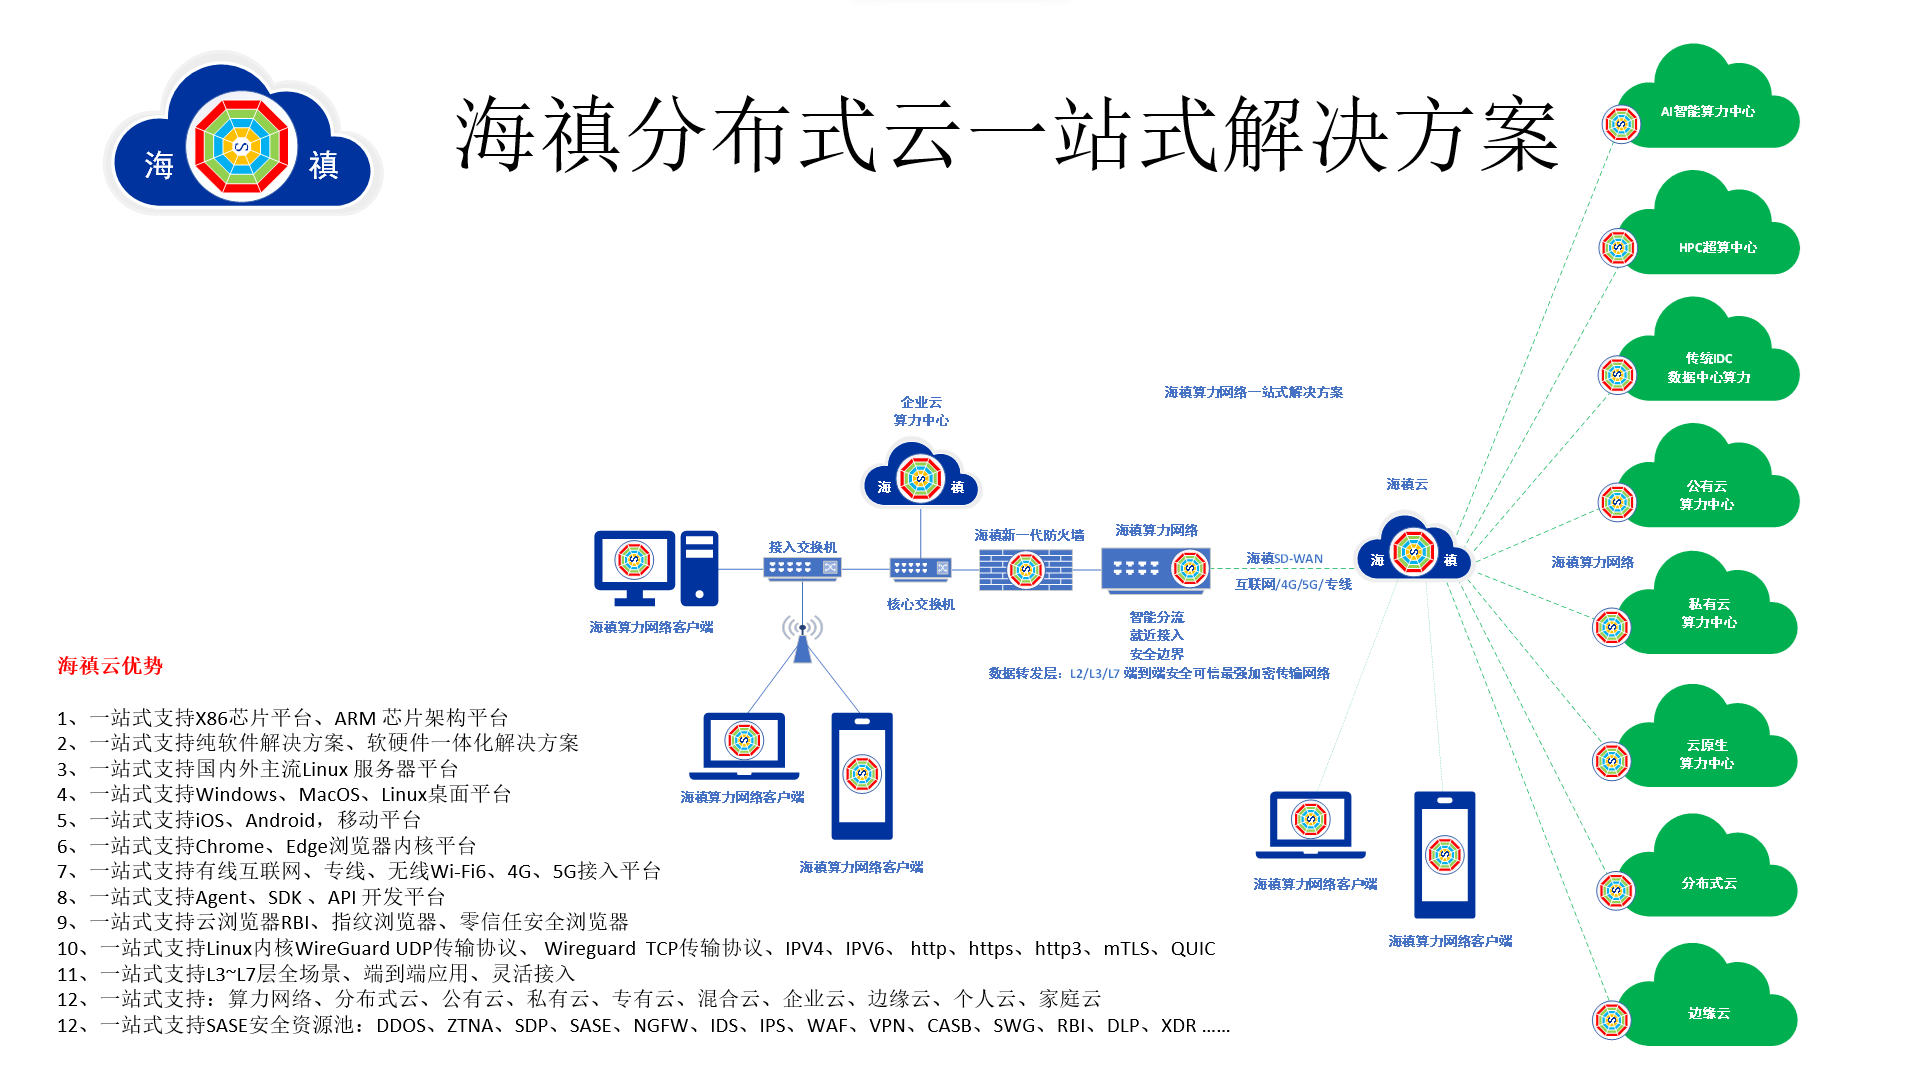 海禛分布式云一站式解决方案
海 禛
AI智能算力中心
HPC超算中心
传统IDC
数据中心算力
公有云
算力中心
私有云
算力中心
云原生
算力中心
分布式云
边缘云
海禛算力网络一站式解决方案
企业云
算力中心
海 禛
海禛算力网络客户端
接入交换机
核心交换机
海禛新一代防火墙
海禛算力网络
海禛SD-WAN
互联网/4G/5G/专线
海禛云
海 禛
海禛算力网络
智能分流
就近接入
安全边界
数据转发层：L2/L3/L7 端到端安全可信最强加密传输网络
海禛算力网络客户端
海禛算力网络客户端
海禛算力网络客户端
海禛算力网络客户端
海禛云优势
1、一站式支持X86芯片平台、ARM 芯片架构平台
2、一站式支持纯软件解决方案、软硬件一体化解决方案
3、一站式支持国内外主流Linux 服务器平台
4、一站式支持Windows、MacOS、Linux桌面平台
5、一站式支持iOS、Android，移动平台
6、一站式支持Chrome、Edge浏览器内核平台
7、一站式支持有线互联网、专线、无线Wi-Fi6、4G、5G接入平台
8、一站式支持Agent、SDK 、API 开发平台
9、一站式支持云浏览器RBI、指纹浏览器、零信任安全浏览器
10、一站式支持Linux内核WireGuard UDP传输协议、 Wireguard  TCP传输协议、IPV4、IPV6、 http、https、http3、mTLS、QUIC
11、一站式支持L3~L7层全场景、端到端应用、灵活接入
12、一站式支持：算力网络、分布式云、公有云、私有云、专有云、混合云、企业云、边缘云、个人云、家庭云
12、一站式支持SASE安全资源池：DDOS、ZTNA、SDP、SASE、NGFW、IDS、IPS、WAF、VPN、CASB、SWG、RBI、DLP、XDR ......